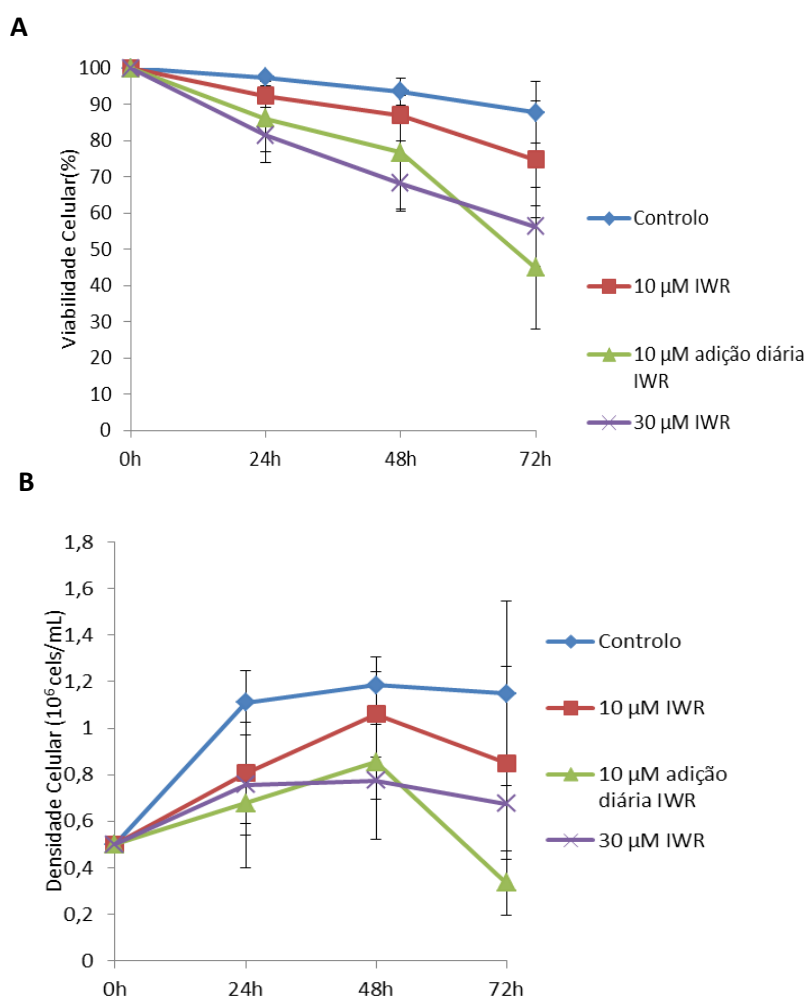 A
Viabilidade Celular(%)
100
90
80
70
60
50
40
30
20
10
0
0h 24h 48h 72h
Controlo
10 µM IWR
10 µM adição diária
IWR
30 µM IWR
B
Densidade Celular (10⁶ cels/mL)
1,8
1,6
1,4
1,2
1
0,8
0,6
0,4
0,2
0
0h 24h 48h 72h
Controlo
10 µM IWR
10 µM adição
diária IWR
30 µM IWR